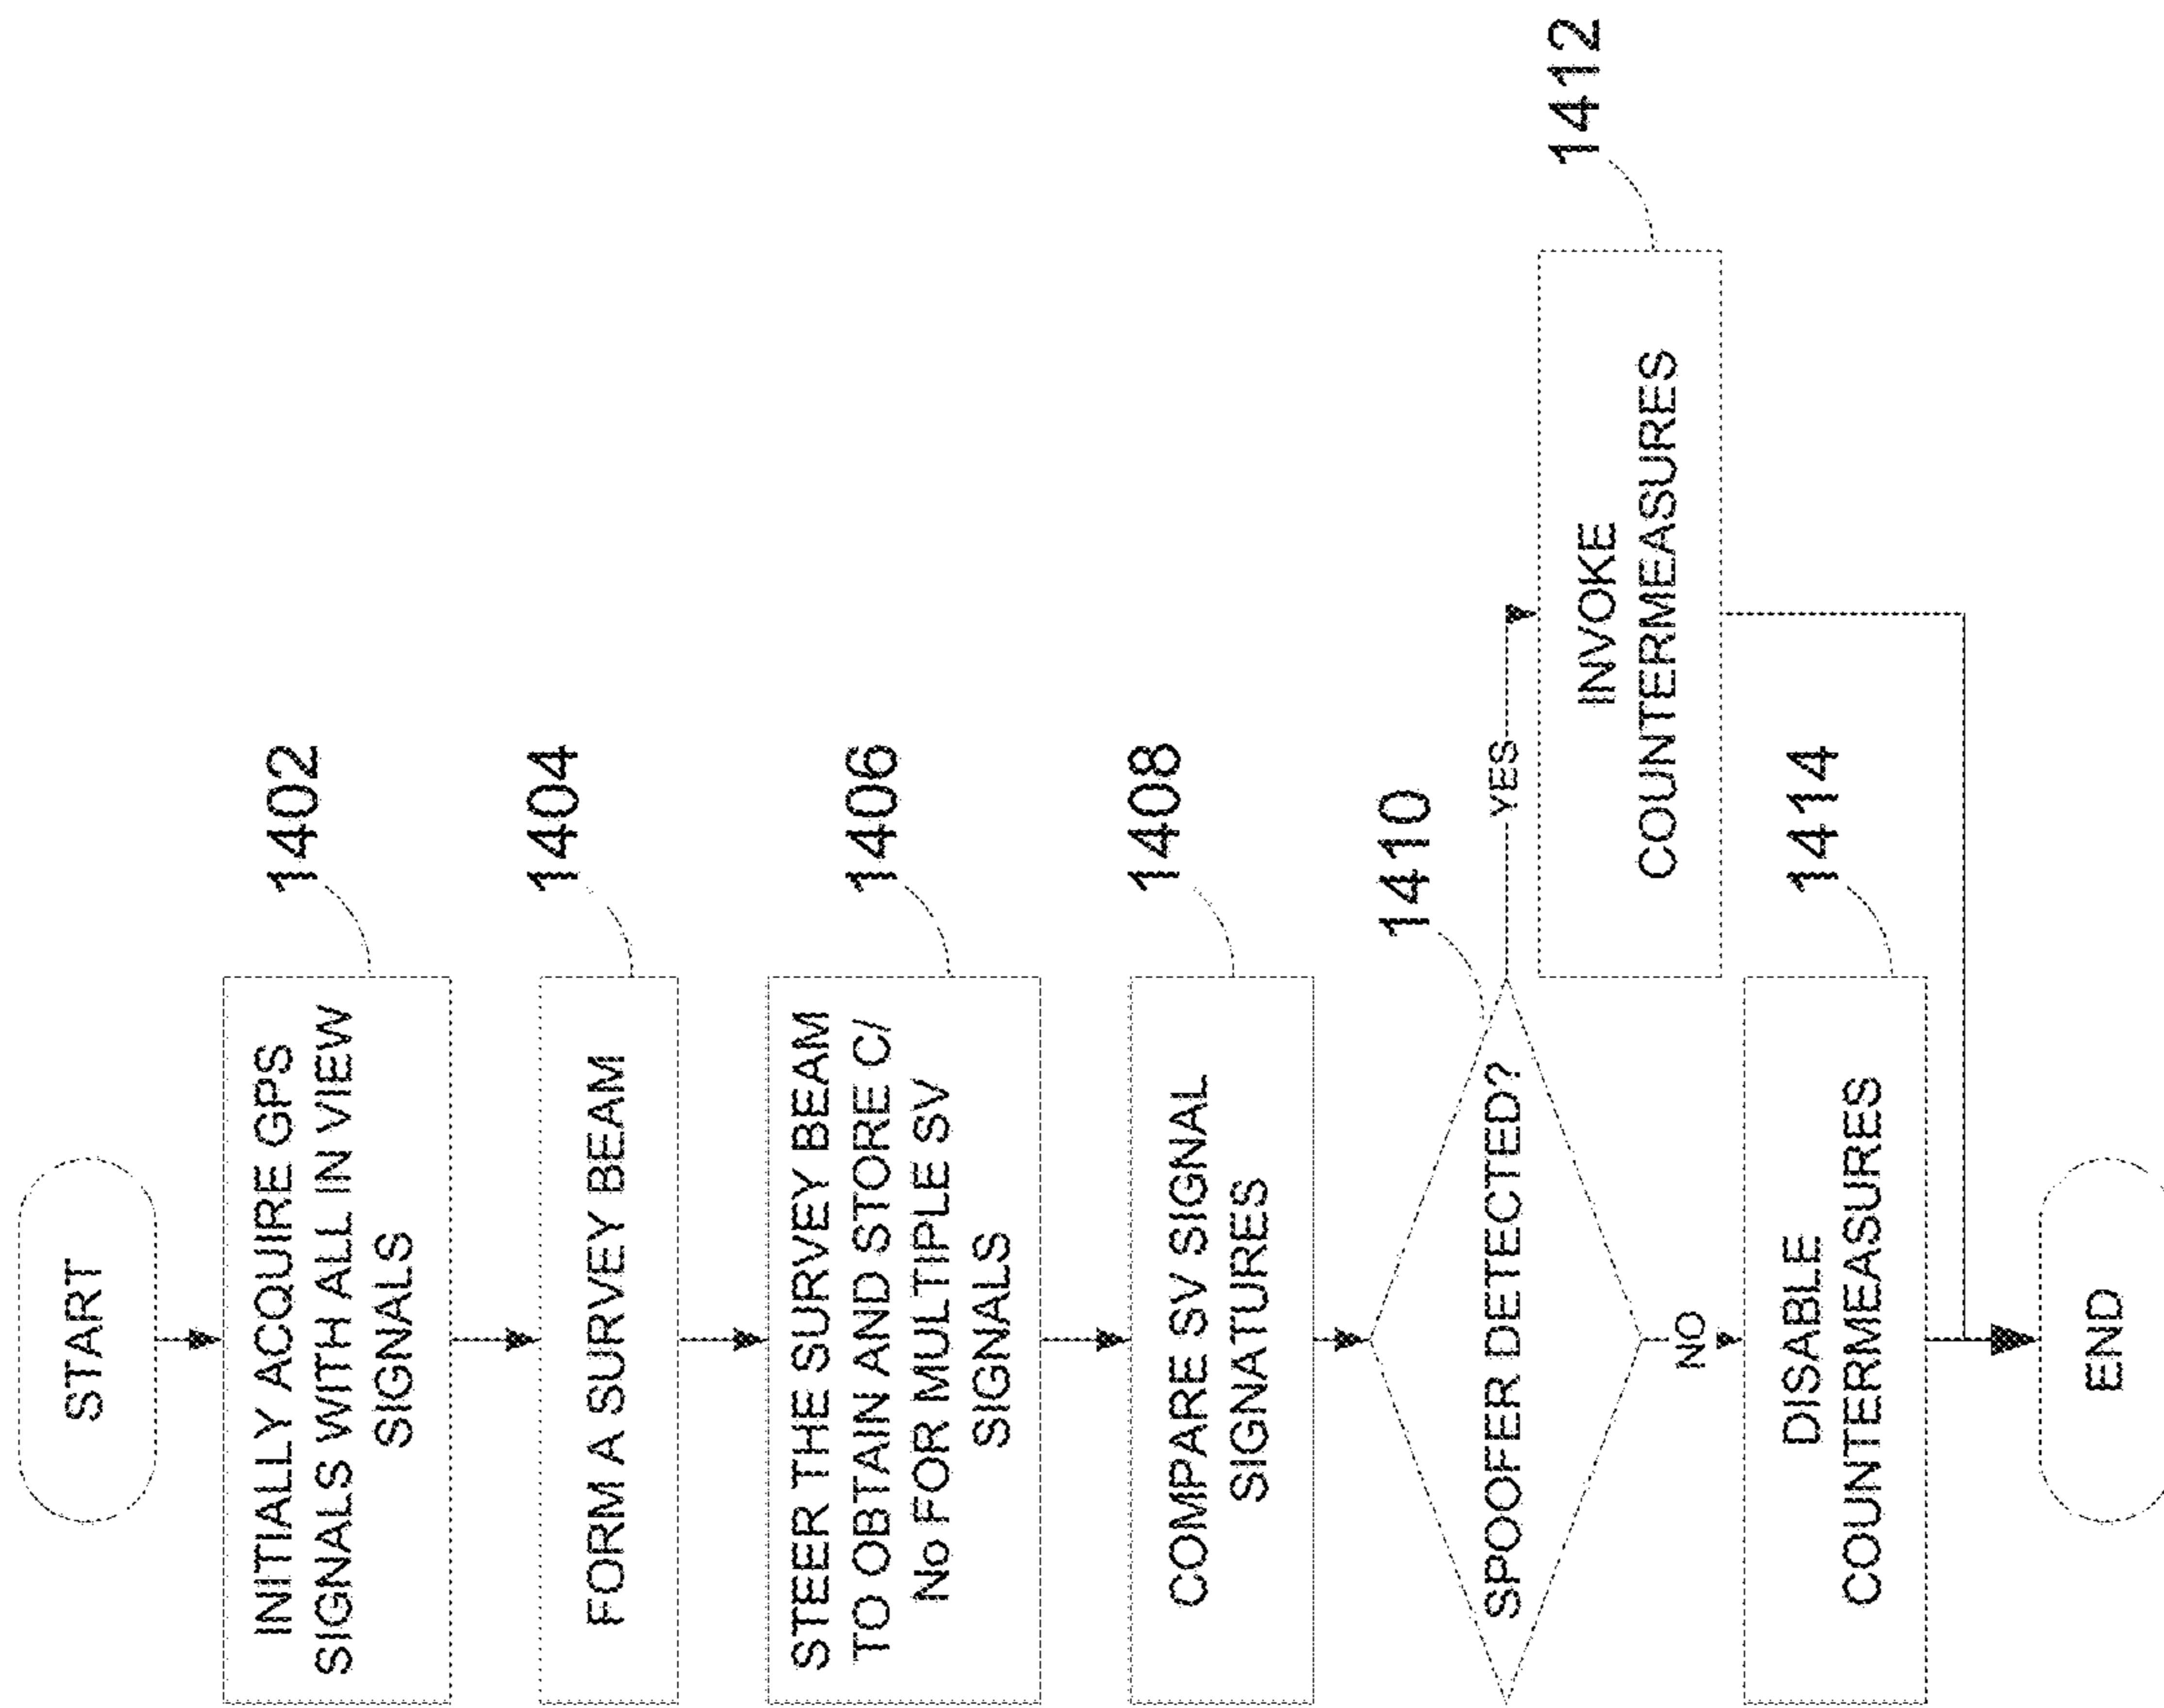 START
INITIALLY ACQUIRE GPS
SIGNALS WITH ALL IN VIEW
SIGNALS
1402
FORM A SURVEY BEAM
1404
STEER THE SURVEY BEAM
TO OBTAIN AND STORE C/
No FOR MULTIPLE SV
SIGNALS
1406
COMPARE SV SIGNAL
SIGNATURES
1408
SPOOFER DETECTED?
1410
YES
INVOKE
COUNTERMEASURES
1412
NO
DISABLE
COUNTERMEASURES
1414
END